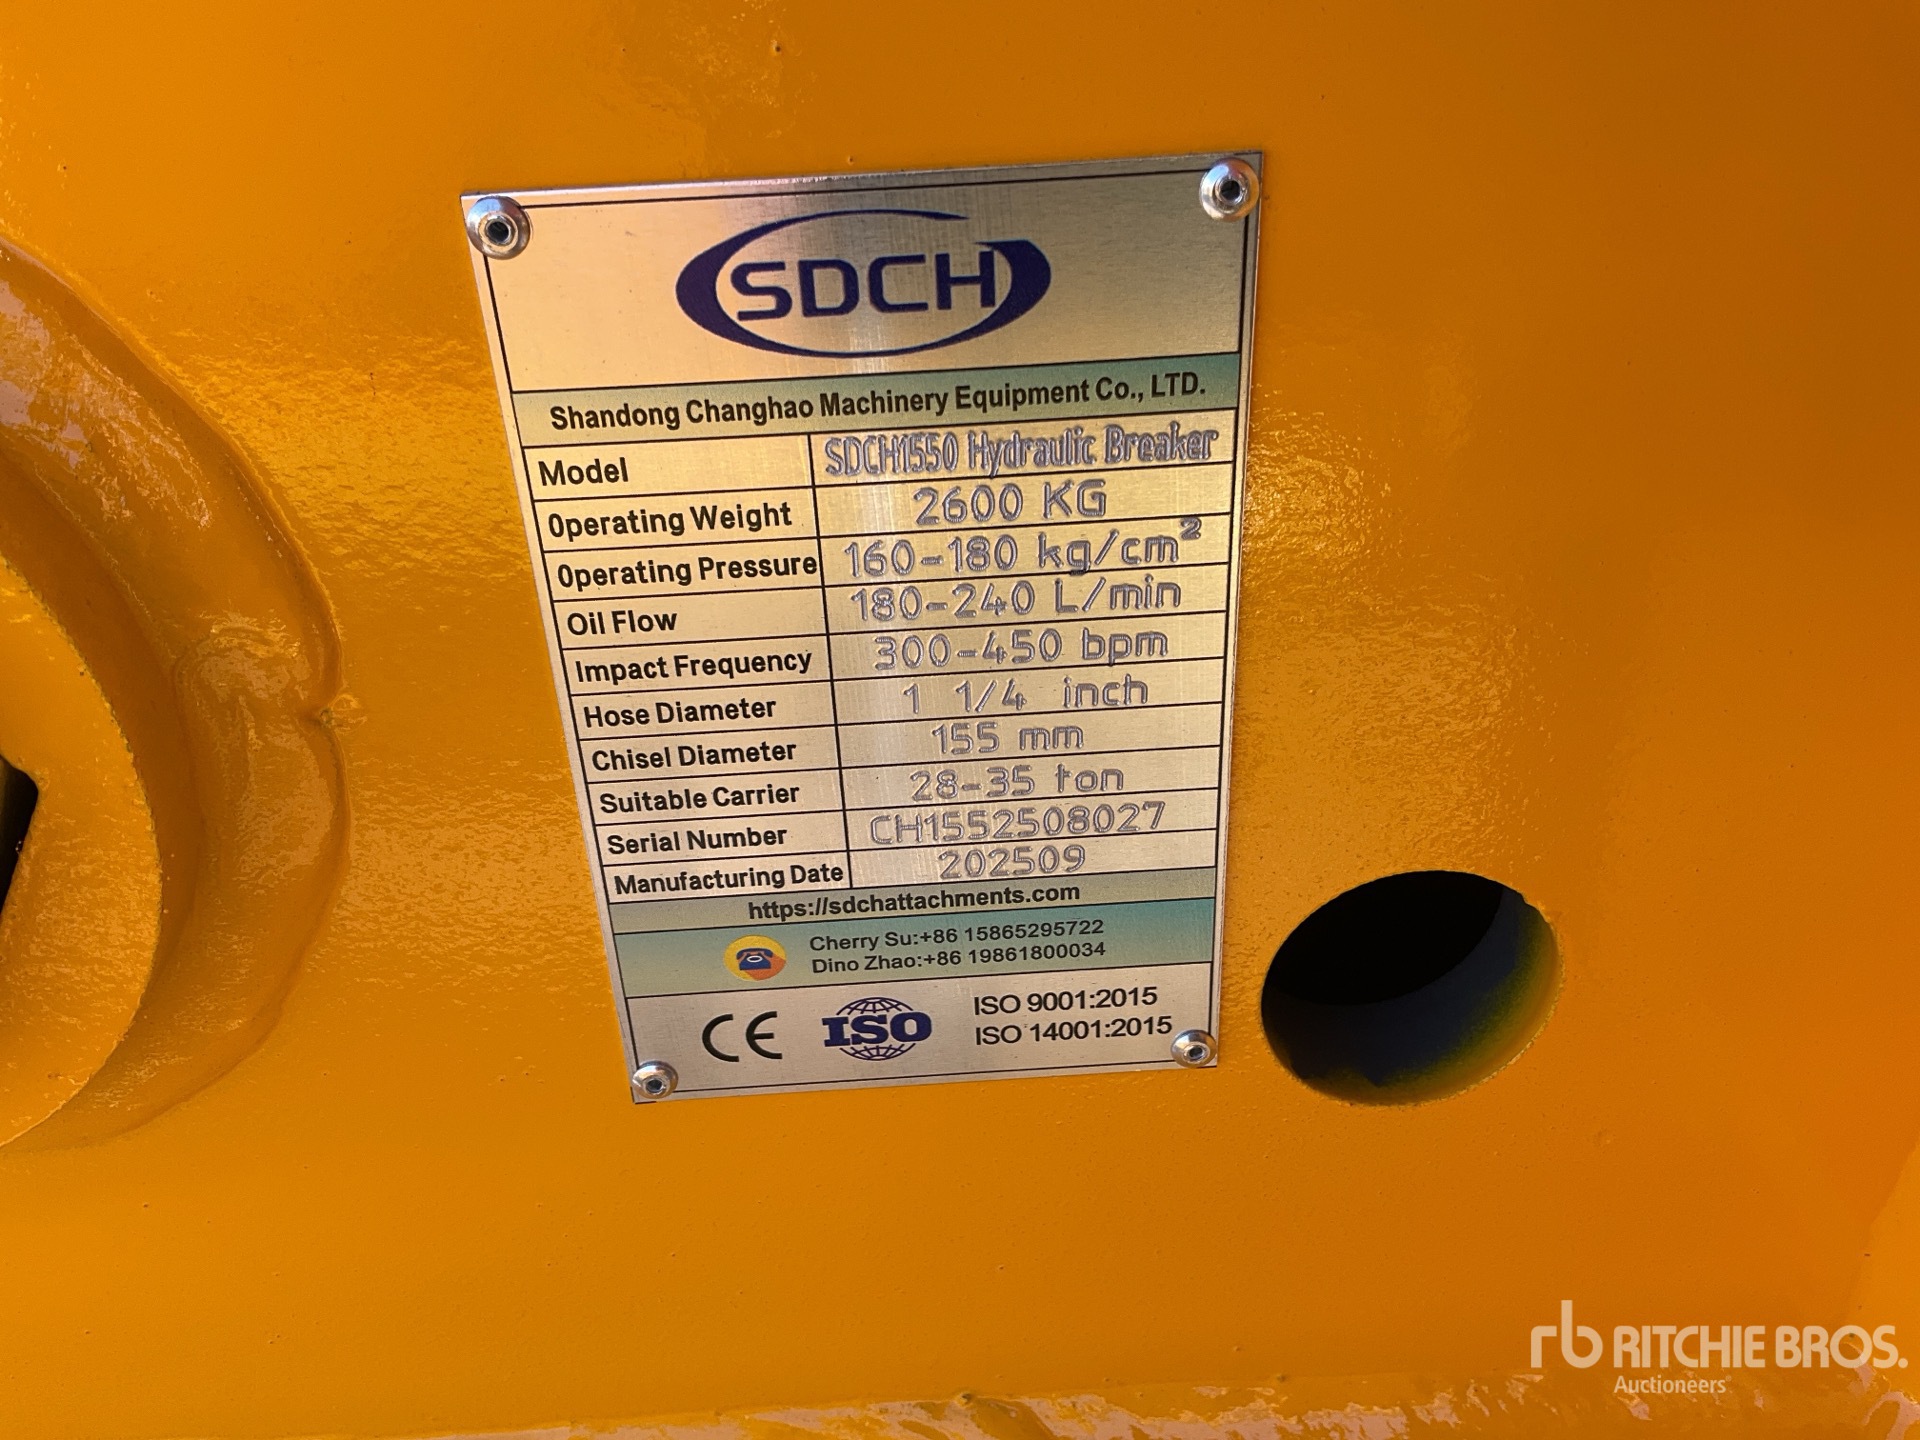 SDCH
Shandong Changhao Machinery Equipment Co., LTD.
Model SDCH1550 Hydraulic Breaker
Operating Weight 2600 KG
Operating Pressure 160-180 kg/cm²
Oil Flow 180-240 L/min
Impact Frequency 300-450 bpm
Hose Diameter 1 1/4 inch
Chisel Diameter 155 mm
Suitable Carrier 28-35 ton
Serial Number CH1552508027
Manufacturing Date 202509
https://sdchattachments.com
Cherry Su:+86 15865295722
Dino Zhao:+86 19861800034
CE ISO ISO 9001:2015
ISO 14001:2015
rb RITCHIE BROS.
Auctioneers